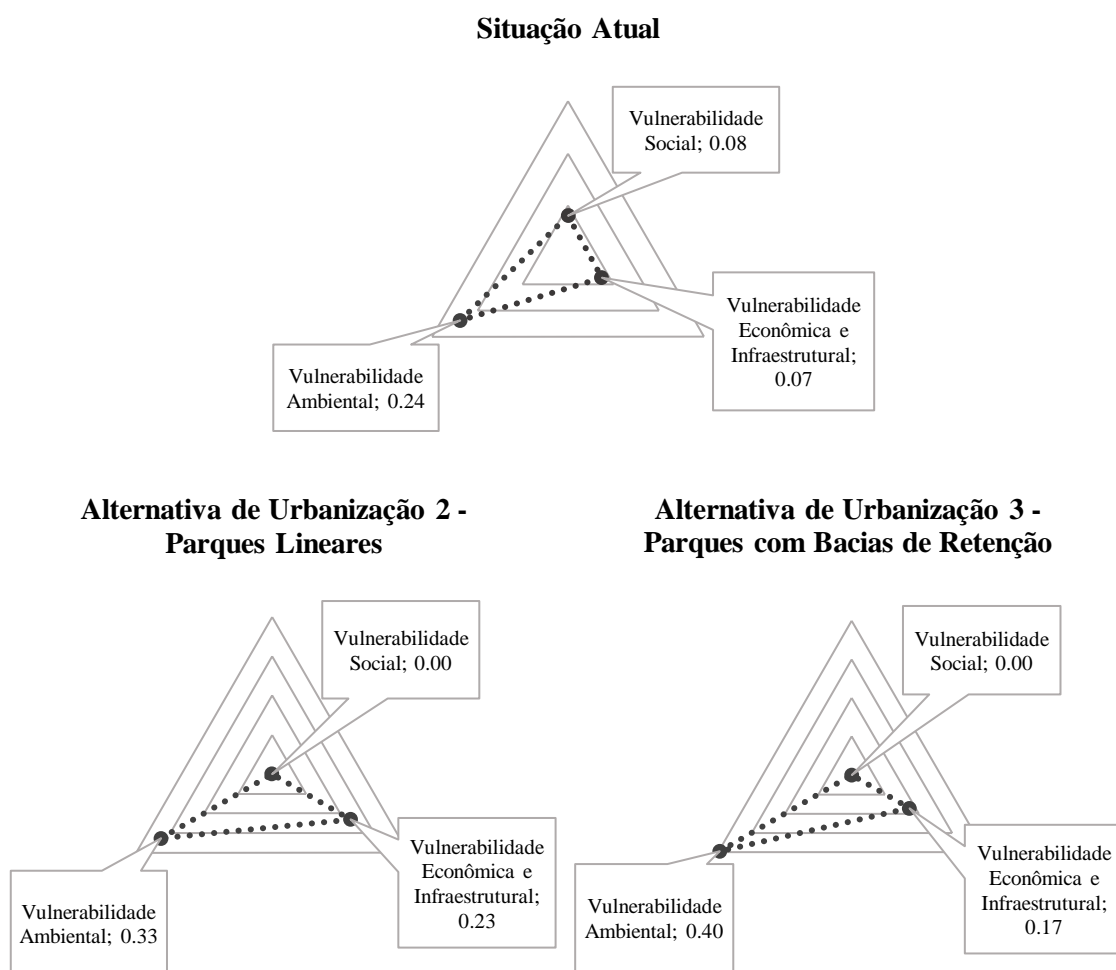 Situação Atual
Vulnerabilidade
Social; 0.08
Vulnerabilidade
Econômica e
Infraestrutural;
0.07
Vulnerabilidade
Ambiental; 0.24
Alternativa de Urbanização 2 -
Parques Lineares
Vulnerabilidade
Social; 0.00
Vulnerabilidade
Econômica e
Infraestrutural;
0.23
Vulnerabilidade
Ambiental; 0.33
Alternativa de Urbanização 3 -
Parques com Bacias de Retenção
Vulnerabilidade
Social; 0.00
Vulnerabilidade
Econômica e
Infraestrutural;
0.17
Vulnerabilidade
Ambiental; 0.40